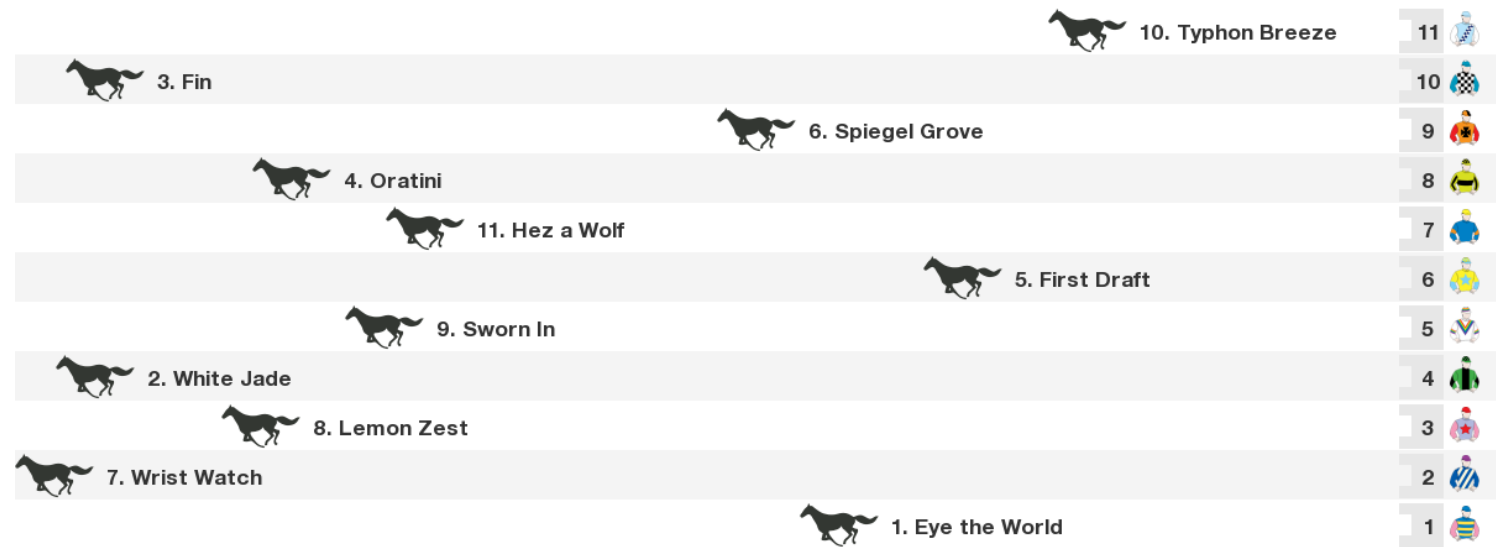 10. Typhon Breeze 11
3. Fin 10
6. Spiegel Grove 9
4. Oratini 8
11. Hez a Wolf 7
5. First Draft 6
9. Sworn In 5
2. White Jade 4
8. Lemon Zest 3
7. Wrist Watch 2
1. Eye the World 1